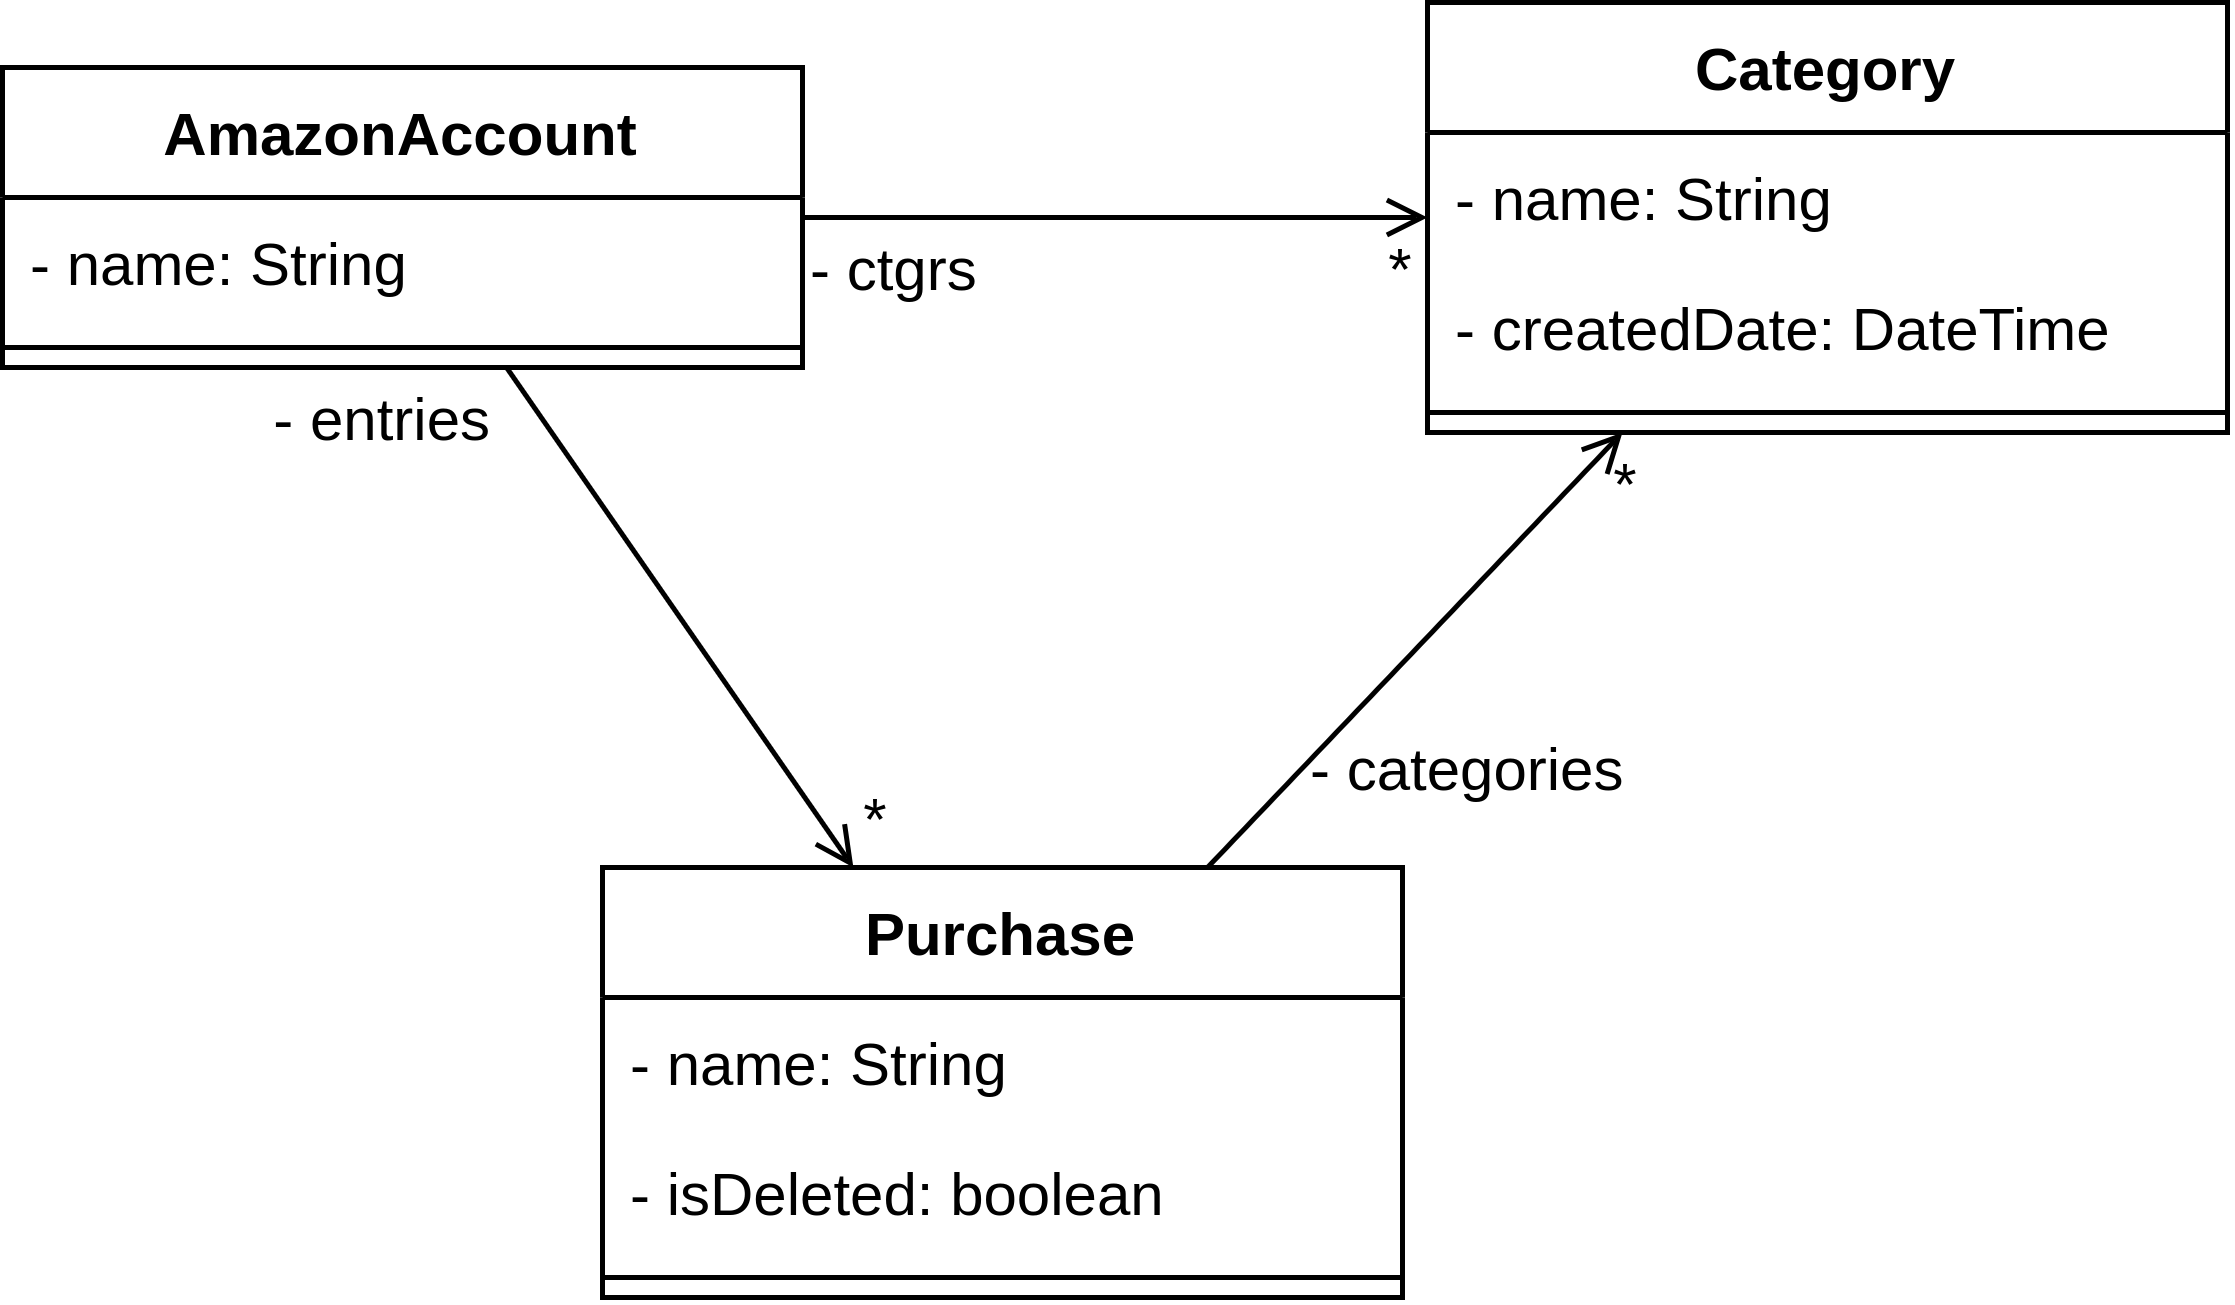 AmazonAccount
- name: String
- ctgrs
*
Category
- name: String
- createdDate: DateTime
- entries
*
*
- categories
Purchase
- name: String
- isDeleted: boolean